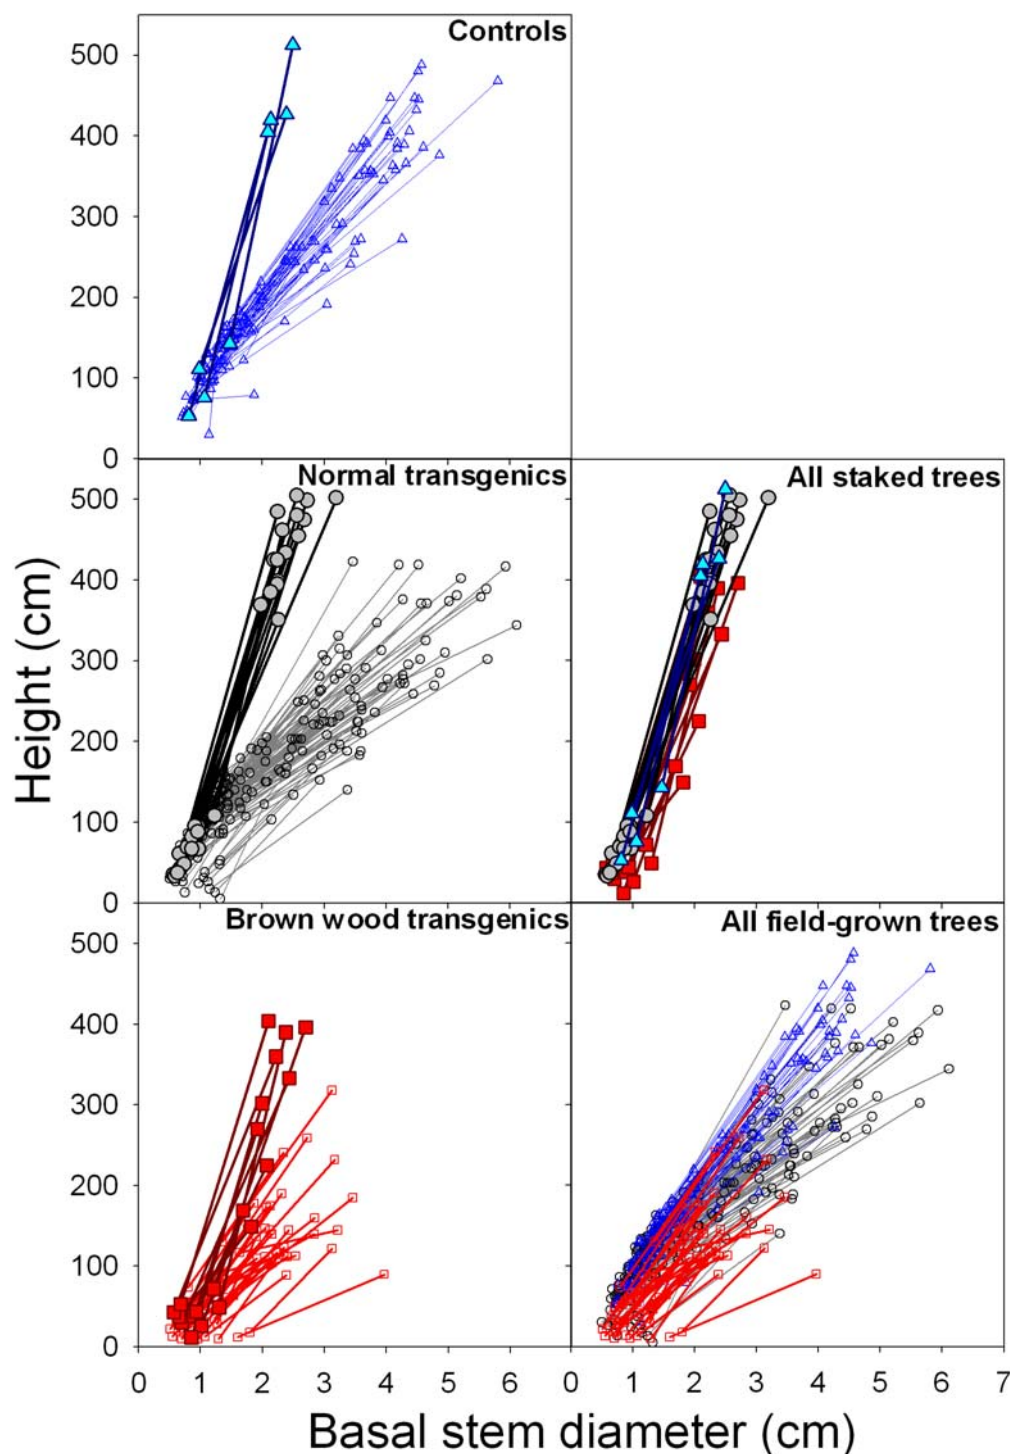 Controls
500
400
300
200
100
0
Normal transgenics
All staked trees
500
400
300
200
100
0
Height (cm)
Brown wood transgenics
All field-grown trees
500
400
300
200
100
0
0 1 2 3 4 5 6 0 1 2 3 4 5 6 7
Basal stem diameter (cm)